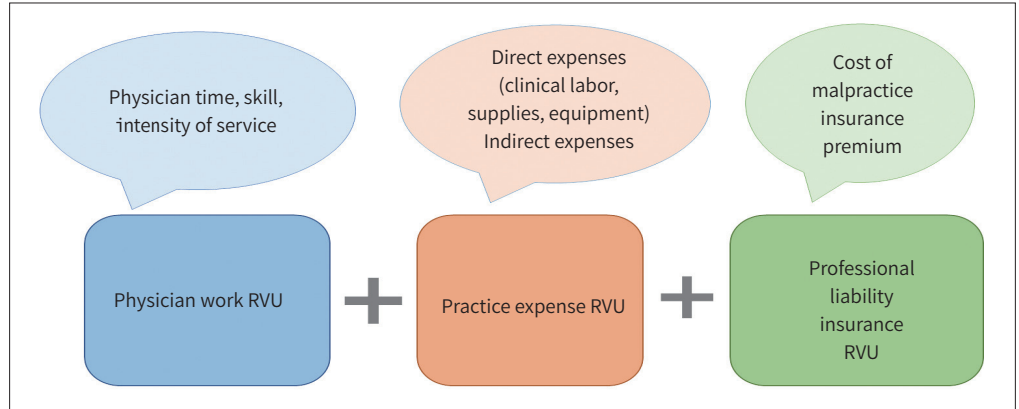 Physician time, skill,
intensity of service
Direct expenses
(clinical labor,
supplies, equipment)
Indirect expenses
Cost of
malpractice
insurance
premium
Physician work RVU
+
Practice expense RVU
+
Professional
liability
insurance
RVU